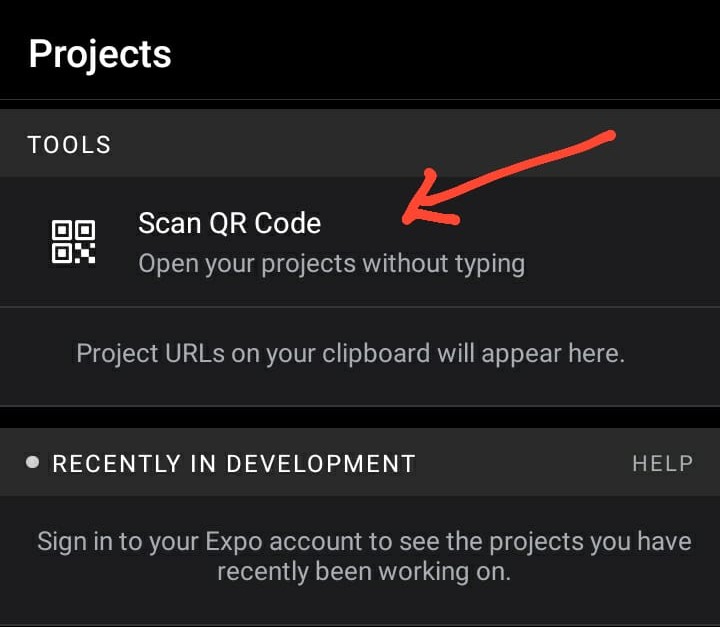 Projects
TOOLS
Scan QR Code
Open your projects without typing
Project URLs on your clipboard will appear here.
RECENTLY IN DEVELOPMENT
HELP
Sign in to your Expo account to see the projects you have
recently been working on.